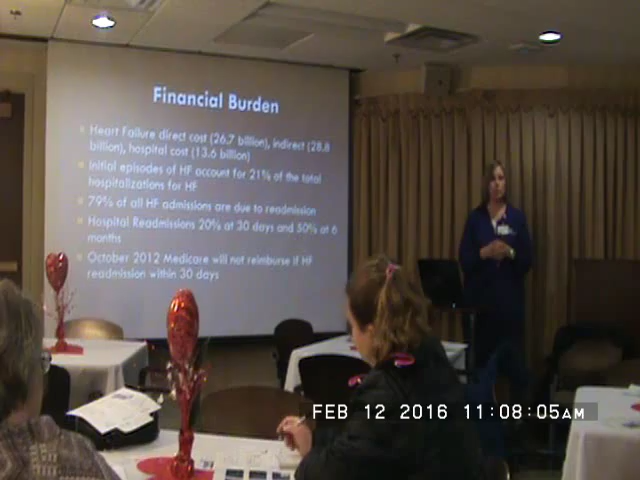 Financial Burden
Heart Failure direct cost (26.7 billion), indirect (28.8
billion), hospital cost (13.6 billion)
Initial episodes of HF account for 21% of the total
hospitalizations for HF
79% of all HF admissions are due to readmission
Hospital Readmissions 20% at 30 days and 50% at 6
months
October 2012 Medicare will not reimburse if HF
readmission within 30 days
FEB 12 2016 11:08:05AM